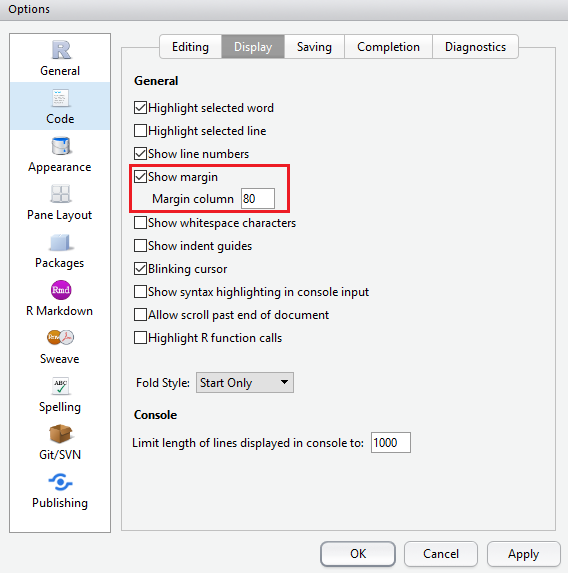 Options
R
General
Code
Appearance
Pane Layout
Packages
Rmd
R Markdown
Sweave
ABC
Spelling
Git/SVN
Publishing
Editing
Display
Saving
Completion
Diagnostics
General
Highlight selected word
Highlight selected line
Show line numbers
Show margin
Margin column 80
Show whitespace characters
Show indent guides
Blinking cursor
Show syntax highlighting in console input
Allow scroll past end of document
Highlight R function calls
Fold Style: Start Only
Console
Limit length of lines displayed in console to: 1000
OK
Cancel
Apply